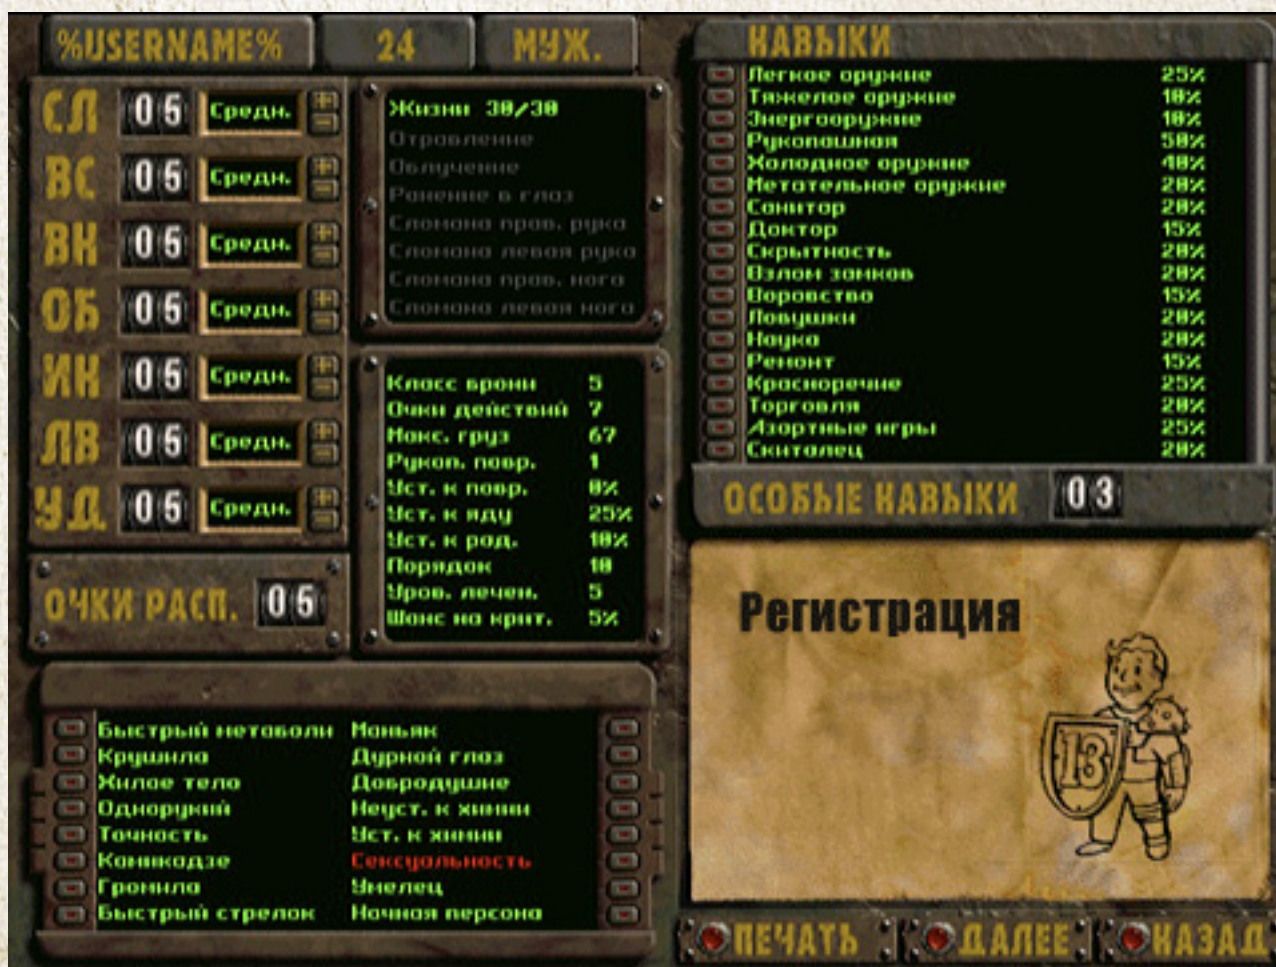 %USERNAME% 24 МУЖ.
СЛ 05 Средн.
ВС 05 Средн.
ВН 05 Средн.
ОБ 05 Средн.
ИН 05 Средн.
ЛВ 05 Средн.
УД. 05 Средн.
ОЧКИ РАСП. 05
Жизни 30/30
Отравление
Облучение
Ранение в глаз
Сломана прав. рука
Сломана левая рука
Сломана прав. нога
Сломана левая нога
Класс брони 5
Очки действий 7
Макс. груз 67
Рукоп. повр. 1
Уст. к повр. 0%
Уст. к яду 25%
Уст. к рад. 10%
Порядок 10
Уров. лечен. 5
Шанс на крит. 5%
Быстрый метаболи Маньяк
Крушила Дурной глаз
Хилое тело Добродушие
Однорукий Неуст. к химии
Точность Уст. к химии
Камикадзе Сексуальность
Громила Умелец
Быстрый стрелок Ночная персона
НАВЫКИ
Легкое оружие 25%
Тяжелое оружие 10%
Энергооружие 10%
Рукопашная 50%
Холодное оружие 40%
Метательное оружие 20%
Санитар 20%
Доктор 15%
Скрытность 20%
Взлом замков 20%
Воровство 15%
Ловушки 20%
Наука 20%
Ремонт 15%
Красноречие 25%
Торговля 20%
Азартные игры 25%
Скиталец 20%
ОСОБЫЕ НАВЫКИ 03
Регистрация
13
ПЕЧАТЬ ДАЛЕЕ НАЗАД